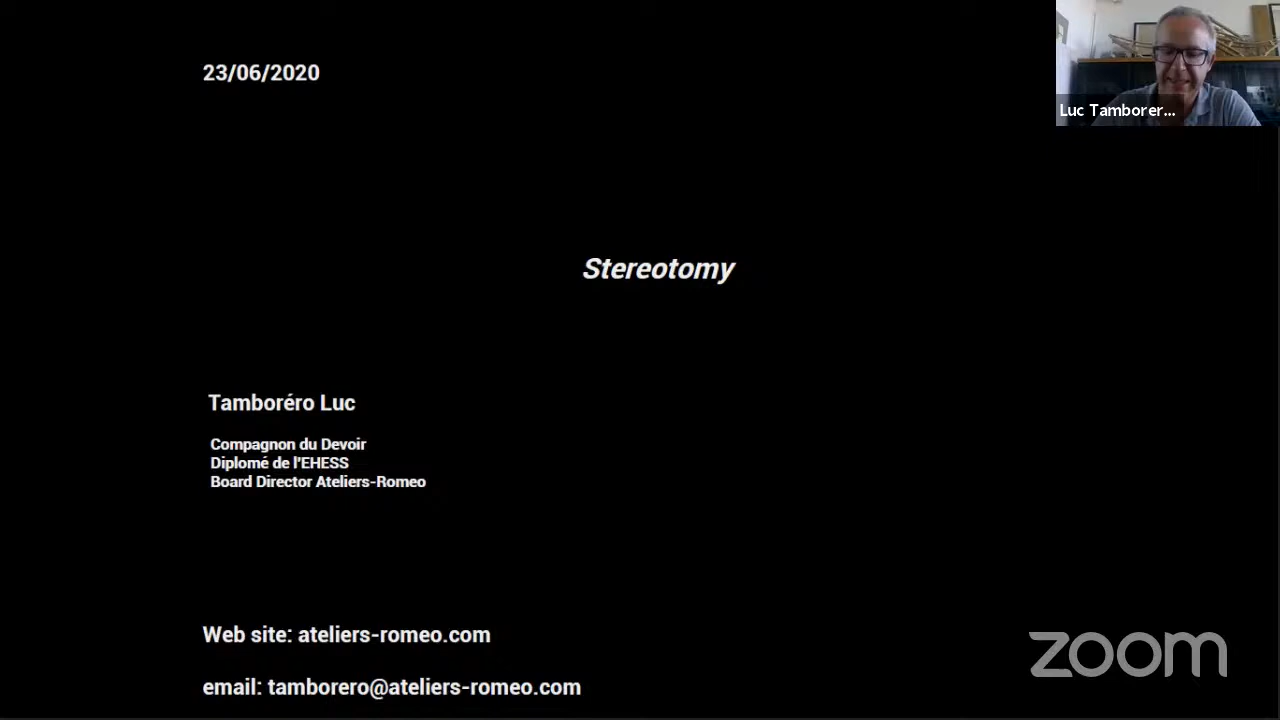 23/06/2020
Luc Tamborer...
Stereotomy
Tamboréro Luc
Compagnon du Devoir
Diplomé de l'EHESS
Board Director Ateliers-Romeo
Web site: ateliers-romeo.com
zoom
email: tamborero@ateliers-romeo.com